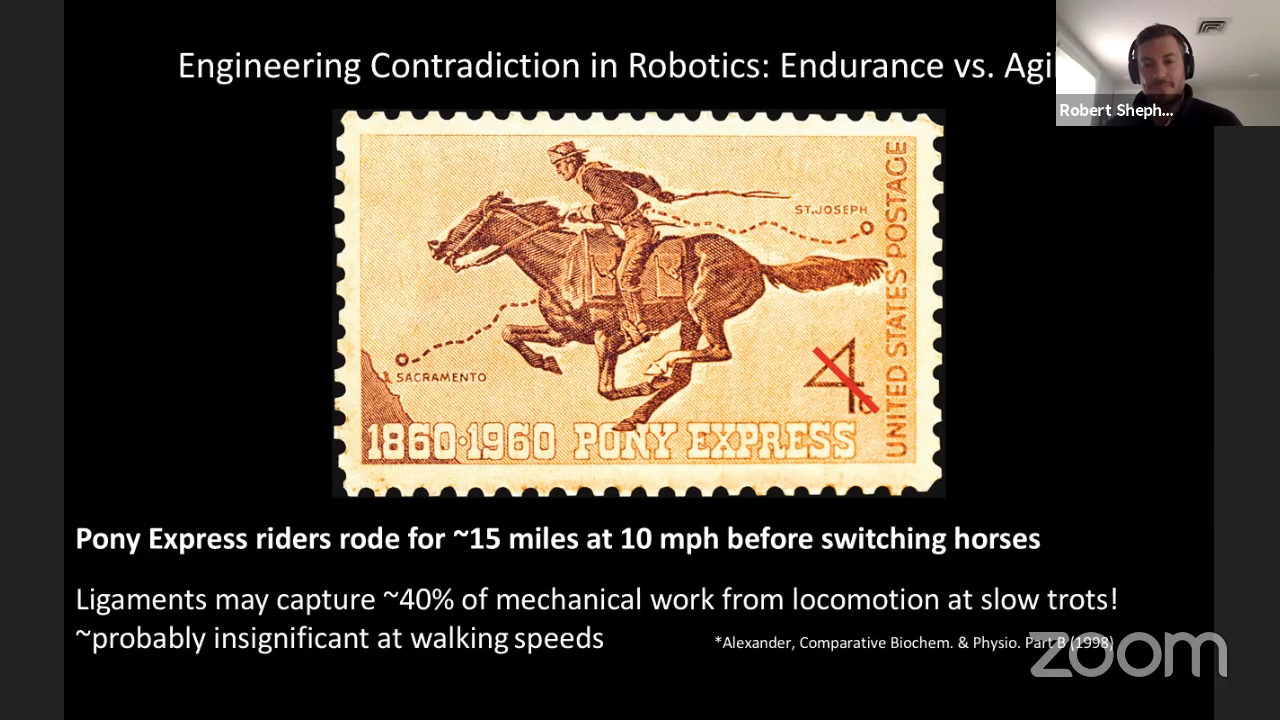 Engineering Contradiction in Robotics: Endurance vs. Agi
Robert Sheph...
ST.JOSEPH
UNITED STATES POSTAGE
SACRAMENTO
4¢
1860·1960 PONY EXPRESS
Pony Express riders rode for ~15 miles at 10 mph before switching horses
Ligaments may capture ~40% of mechanical work from locomotion at slow trots!
~probably insignificant at walking speeds
*Alexander, Comparative Biochem. & Physio. Part B (1998)
zoom